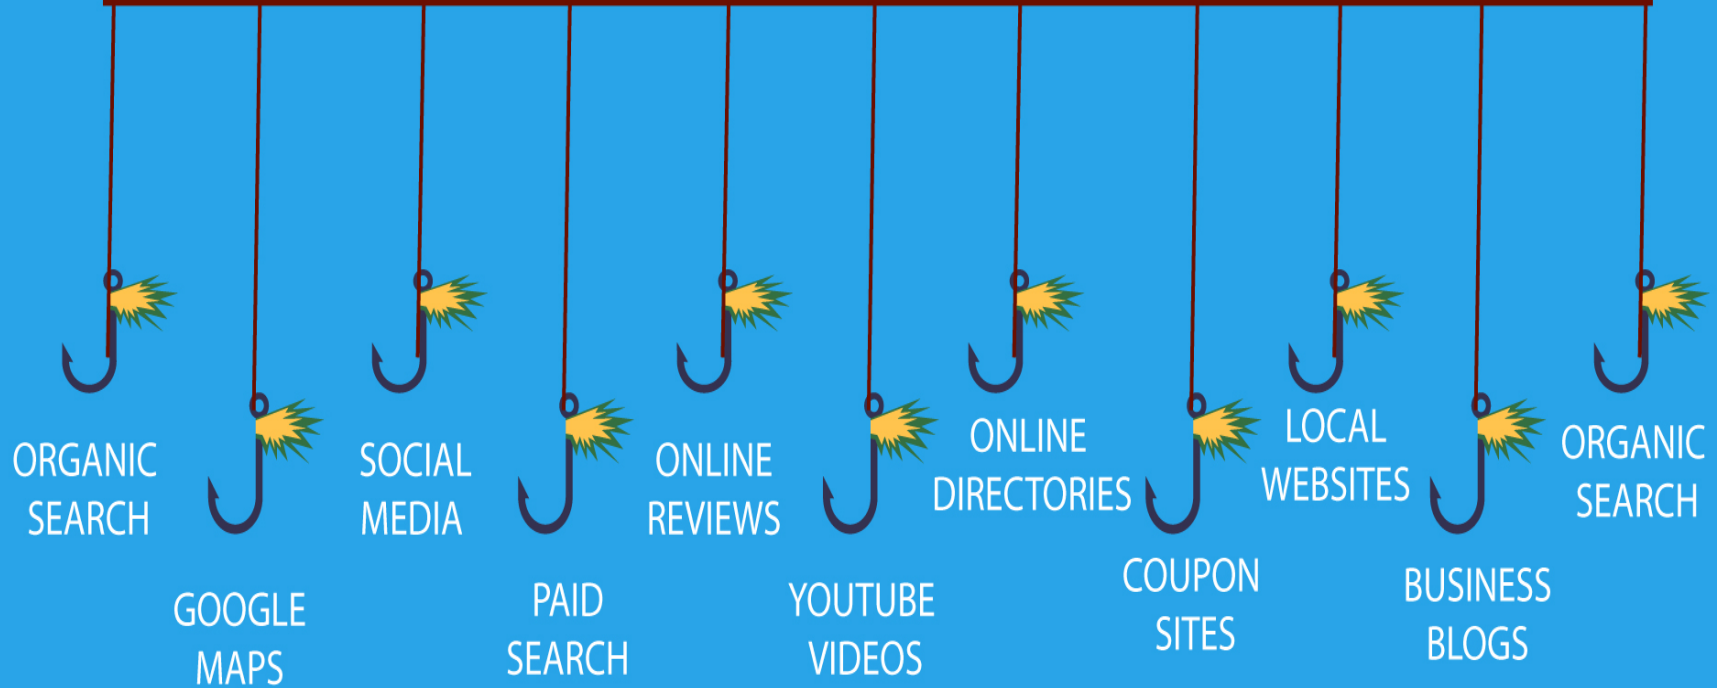 ORGANIC
SEARCH
GOOGLE
MAPS
SOCIAL
MEDIA
PAID
SEARCH
ONLINE
REVIEWS
YOUTUBE
VIDEOS
ONLINE
DIRECTORIES
COUPON
SITES
LOCAL
WEBSITES
BUSINESS
BLOGS
ORGANIC
SEARCH